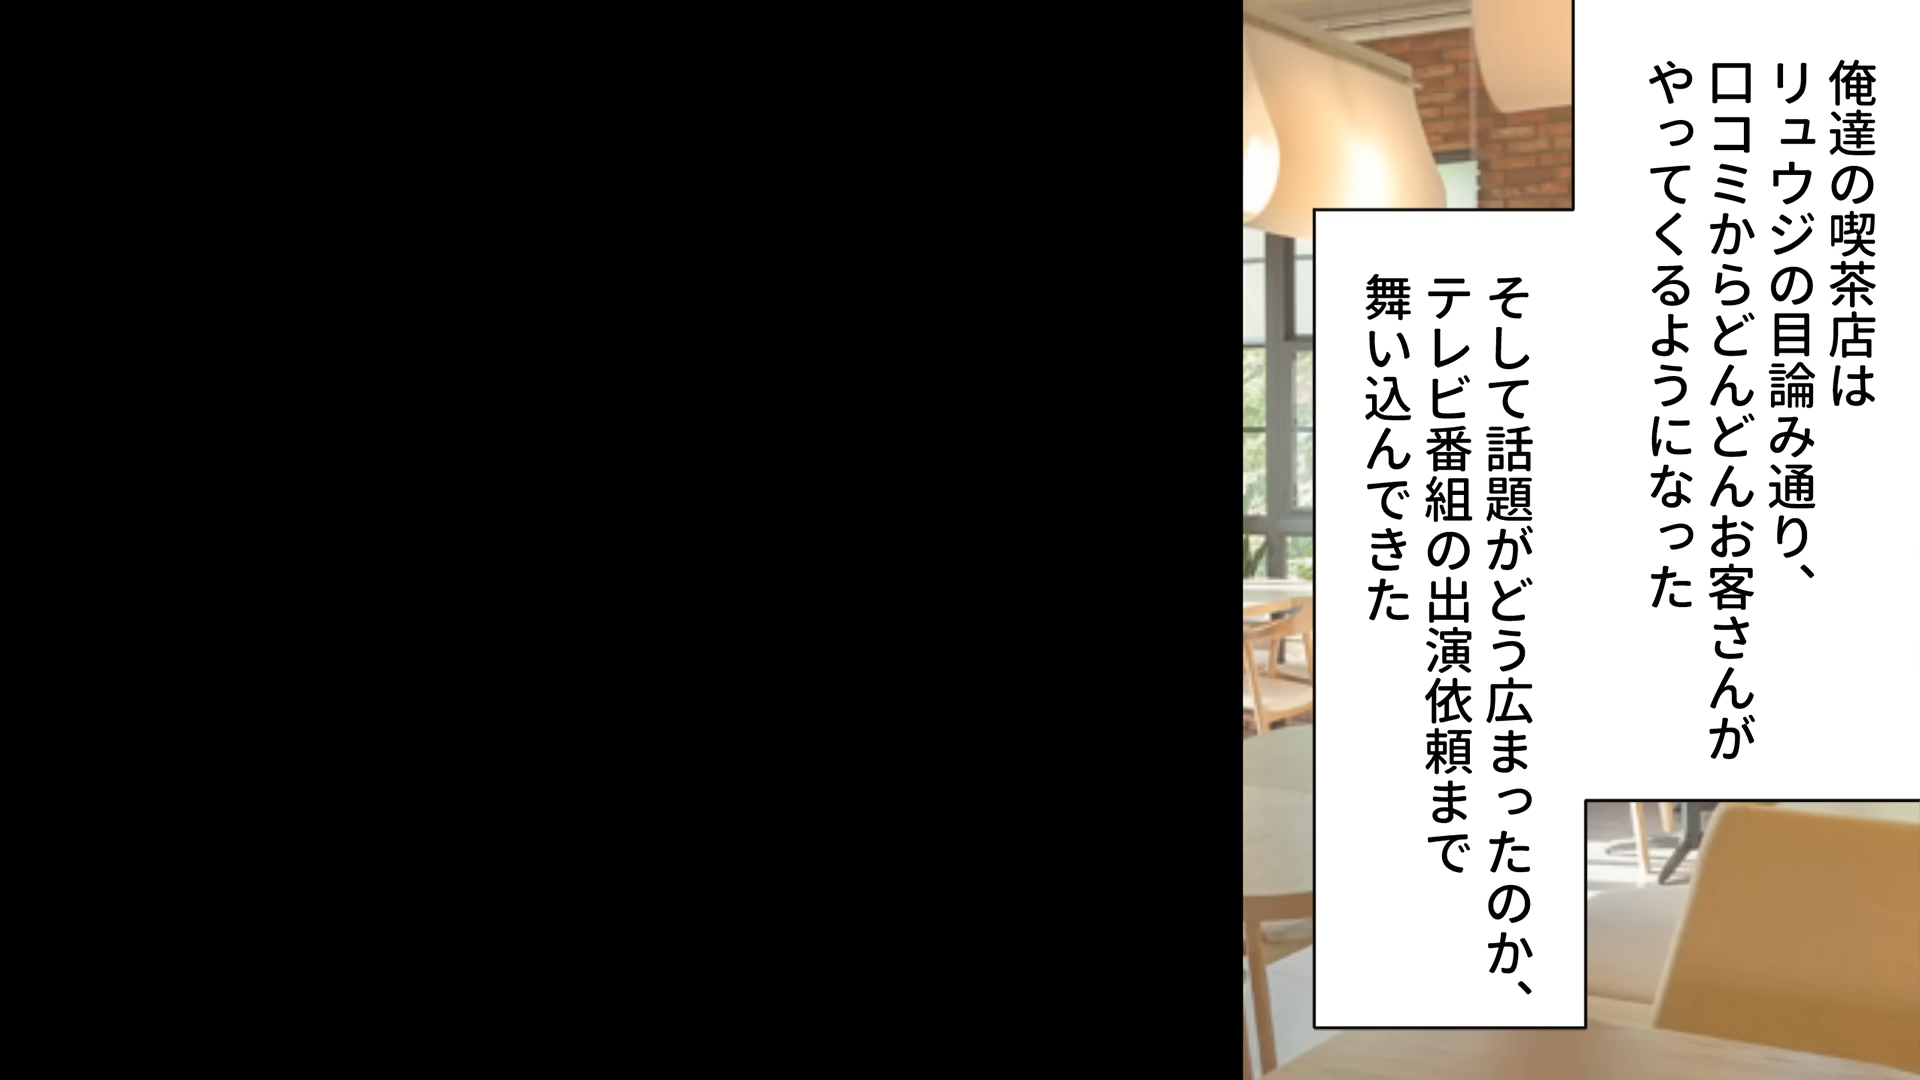 俺達の喫茶店は
リュウジの目論み通り、
口コミからどんどんお客さんが
やってくるようになった
そして話題がどう広まったのか、
テレビ番組の出演依頼まで
舞い込んできた